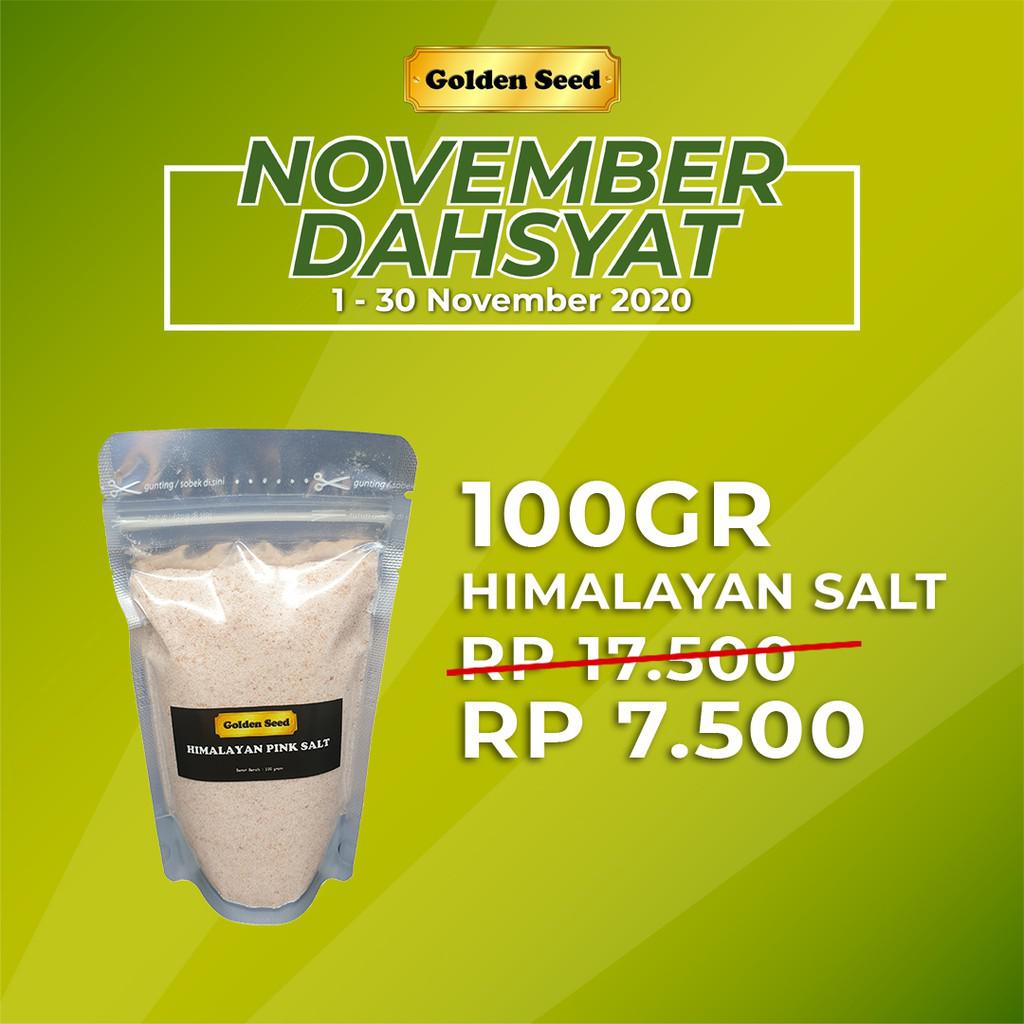 Golden Seed
NOVEMBER
DAHSYAT
1 - 30 November 2020
gunting / sobek disini
gunting
100GR
HIMALAYAN SALT
RP 17.500
RP 7.500
Golden Seed
HIMALAYAN PINK SALT